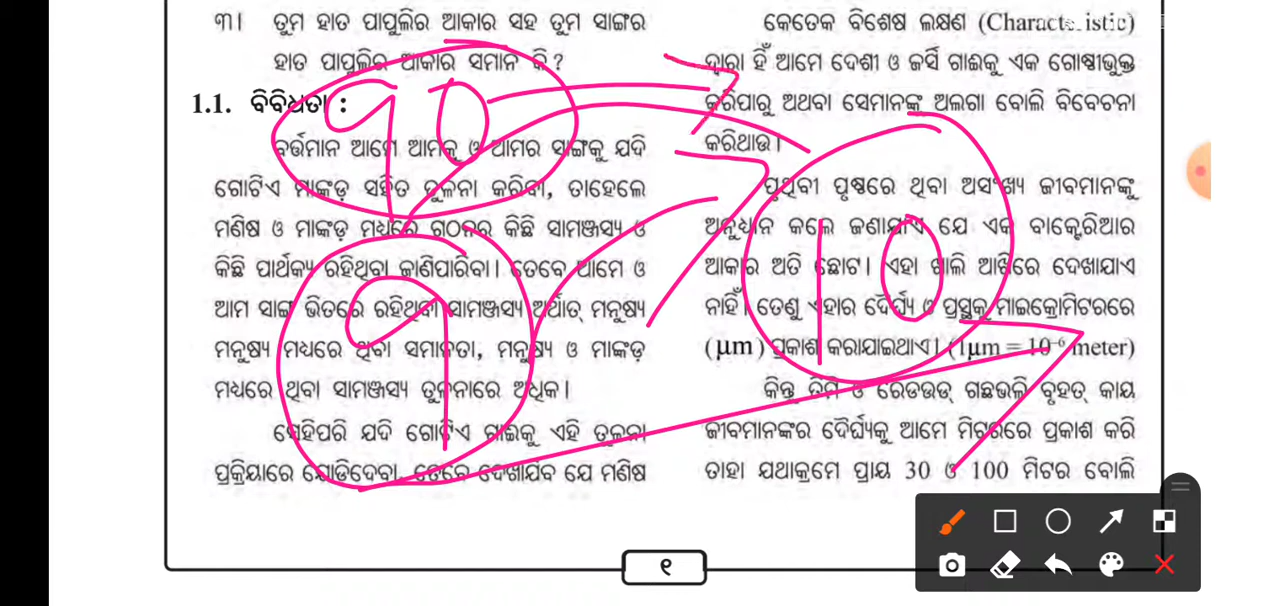 ୩। ତୁମ ହାତ ପାପୁଲିର ଆକାର ସହ ତୁମ ସାଙ୍ଗର
ହାତ ପାପୁଲିର ଆକାର ସମାନ କି ?
1.1. ବିବିଧତା :
ବର୍ତ୍ତମାନ ଆମେ ଆମକୁ ଓ ଆମର ସାଙ୍ଗକୁ ଯଦି
ଗୋଟିଏ ମାଙ୍କଡ଼ ସହିତ ତୁଳନା କରିବା, ତାହେଲେ
ମଣିଷ ଓ ମାଙ୍କଡ଼ ମଧ୍ୟରେ ଗଠନର କିଛି ସାମଞ୍ଜସ୍ୟ ଓ
କିଛି ପାର୍ଥକ୍ୟ ରହିଥିବା ଜାଣିପାରିବା। ତେବେ ଆମେ ଓ
ଆମ ସାଙ୍ଗ ଭିତରେ ରହିଥିବା ସାମଞ୍ଜସ୍ୟ ଅର୍ଥାତ୍ ମନୁଷ୍ୟ
ମନୁଷ୍ୟ ମଧ୍ୟରେ ଥିବା ସମାନତା, ମନୁଷ୍ୟ ଓ ମାଙ୍କଡ଼
ମଧ୍ୟରେ ଥିବା ସାମଞ୍ଜସ୍ୟ ତୁଳନାରେ ଅଧିକ।
ସେହିପରି ଯଦି ଗୋଟିଏ ଗାଈକୁ ଏହି ତୁଳନା
ପ୍ରକ୍ରିୟାରେ ଯୋଡ଼ିଦେବା, ତେବେ ଦେଖାଯିବ ଯେ ମଣିଷ
90
9
କେତେକ ବିଶେଷ ଲକ୍ଷଣ (Characteristic)
ଦ୍ୱାରା ହିଁ ଆମେ ଦେଶୀ ଓ ଜର୍ସି ଗାଈକୁ ଏକ ଗୋଷ୍ଠୀଭୁକ୍ତ
କରିପାରୁ ଅଥବା ସେମାନଙ୍କୁ ଅଲଗା ବୋଲି ବିବେଚନା
କରିଥାଉ।
ପୃଥିବୀ ପୃଷ୍ଠରେ ଥିବା ଅସଂଖ୍ୟ ଜୀବମାନଙ୍କୁ
ଅନୁଧ୍ୟାନ କଲେ ଜଣାଯାଏ ଯେ ଏକ ବାକ୍ଟେରିଆର
ଆକାର ଅତି ଛୋଟ। ଏହା ଖାଲି ଆଖିରେ ଦେଖାଯାଏ
ନାହିଁ। ତେଣୁ ଏହାର ଦୈର୍ଘ୍ୟ ଓ ପ୍ରସ୍ଥକୁ ମାଇକ୍ରୋମିଟରରେ
(μm) ପ୍ରକାଶ କରାଯାଇଥାଏ। (1μm = 10⁻⁶ meter)
କିନ୍ତୁ ତିମି ଓ ରେଡଉଡ୍ ଗଛଭଳି ବୃହତ୍ କାୟ
ଜୀବମାନଙ୍କର ଦୈର୍ଘ୍ୟକୁ ଆମେ ମିଟରରେ ପ୍ରକାଶ କରି
ତାହା ଯଥାକ୍ରମେ ପ୍ରାୟ 30 ଓ 100 ମିଟର ବୋଲି
10
୧